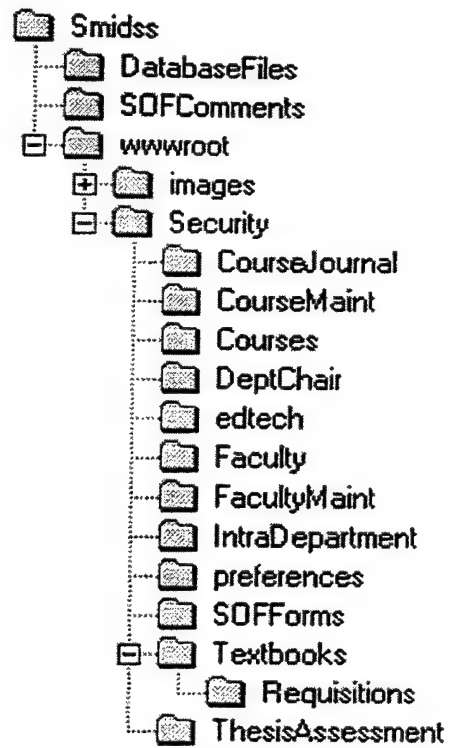 Smidss
DatabaseFiles
SOFComments
wwwroot
images
Security
CourseJournal
CourseMaint
Courses
DeptChair
edtech
Faculty
FacultyMaint
IntraDepartment
preferences
SOFForms
Textbooks
Requisitions
ThesisAssessment